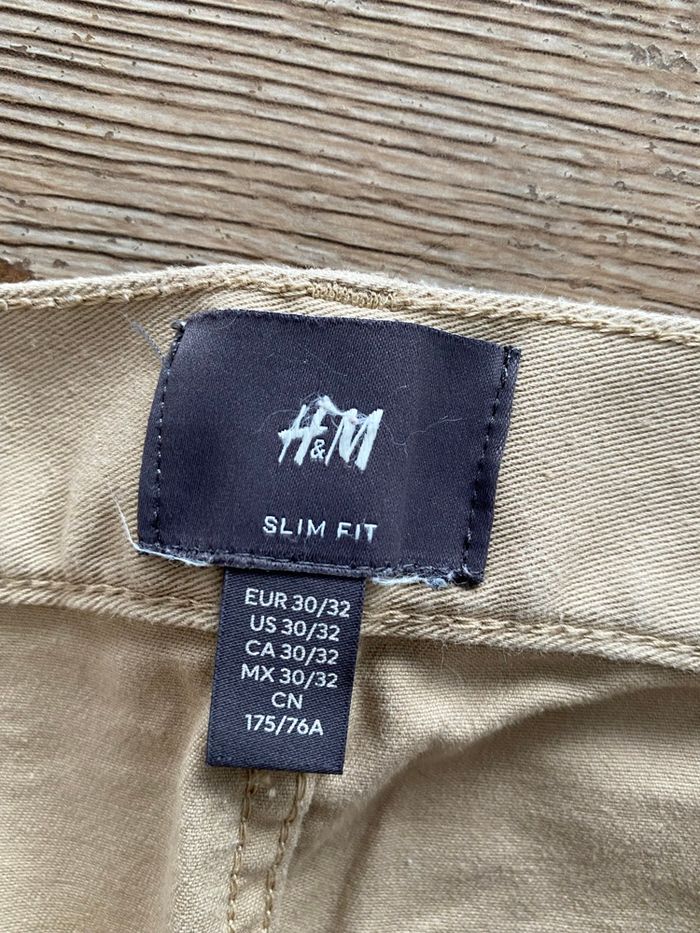 H&M
SLIM FIT
EUR 30/32
US 30/32
CA 30/32
MX 30/32
CN
175/76A